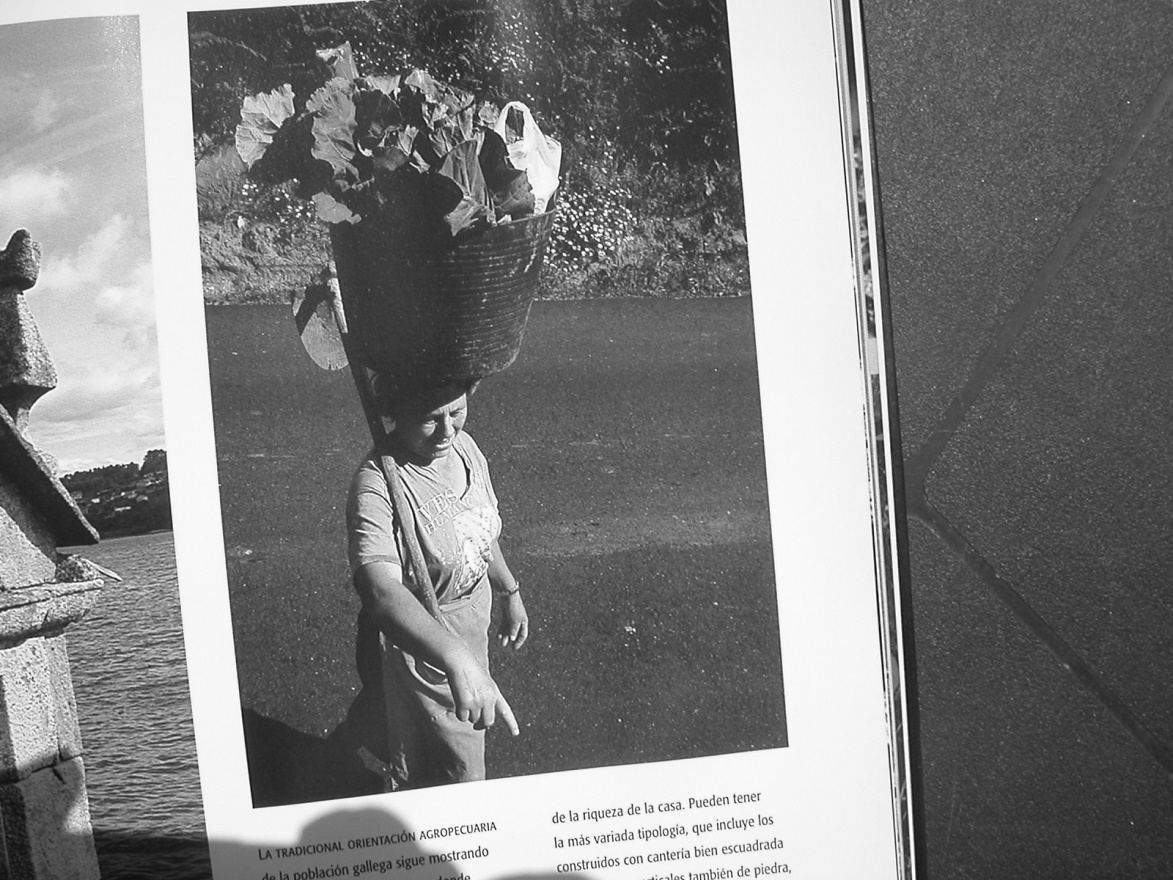 LA TRADICIONAL ORIENTACIÓN AGROPECUARIA
de la población gallega sigue mostrando
de la riqueza de la casa. Pueden tener
la más variada tipología, que incluye los
construidos con cantería bien escuadrada
también de piedra,